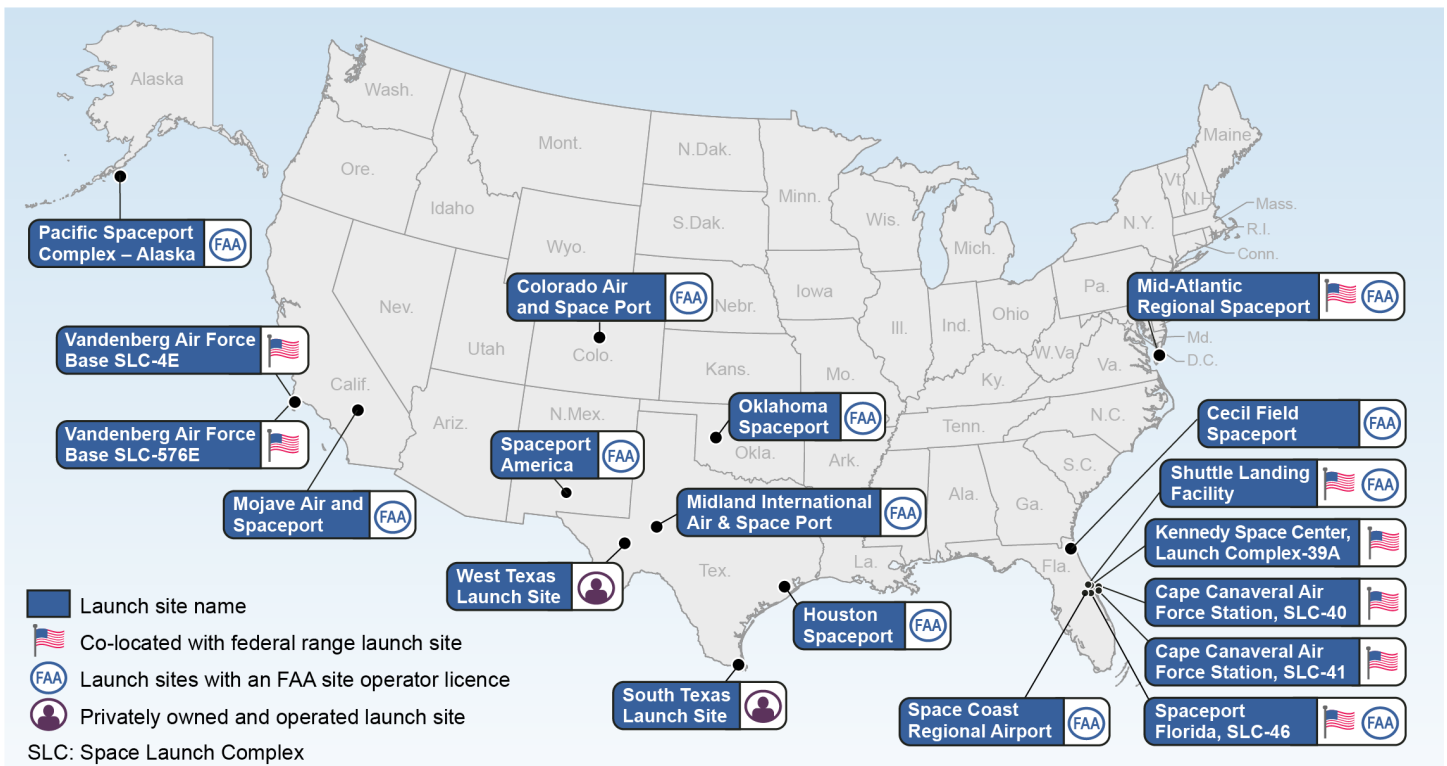 Alaska
Wash.
Maine
Mont.
N.Dak.
Ore.
Minn.
Vt.
N.H.
Idaho
S.Dak.
Wis.
N.Y.
Mass.
R.I.
Conn.
Mich.
Pacific Spaceport
Complex – Alaska
FAA
Wyo.
Colorado Air
and Space Port
FAA
Nebr.
Iowa
Pa.
Mid-Atlantic
Regional Spaceport
FAA
Nev.
Ill.
Ind.
Ohio
Md.
D.C.
Vandenberg Air Force
Base SLC-4E
Utah
Colo.
Kans.
Mo.
W.Va.
Va.
Ky.
Calif.
Vandenberg Air Force
Base SLC-576E
Ariz.
N.Mex.
Oklahoma
Spaceport
FAA
Okla.
Ark.
Tenn.
N.C.
S.C.
Cecil Field
Spaceport
FAA
Spaceport
America
FAA
Shuttle Landing
Facility
FAA
Mojave Air and
Spaceport
FAA
Midland International
Air & Space Port
FAA
Ala.
Ga.
Kennedy Space Center,
Launch Complex-39A
West Texas
Launch Site
Tex.
La.
Fla.
Cape Canaveral Air
Force Station, SLC-40
Houston
Spaceport
FAA
Cape Canaveral Air
Force Station, SLC-41
South Texas
Launch Site
Space Coast
Regional Airport
FAA
Spaceport
Florida, SLC-46
FAA
Launch site name
Co-located with federal range launch site
FAA
Launch sites with an FAA site operator licence
Privately owned and operated launch site
SLC: Space Launch Complex